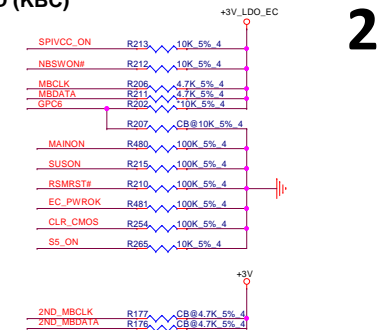 (KBC)
2
+3V_LDO_EC
SPIVCC_ON R213 10K_5%_4
NBSWON# R212 10K_5%_4
MBCLK R206 4.7K_5%_4
MBDATA R211 4.7K_5%_4
GPC6 R202 *10K_5%_4
R207 CB@10K_5%_4
MAINON R480 100K_5%_4
SUSON R215 100K_5%_4
RSMRST# R210 100K_5%_4
EC_PWROK R481 100K_5%_4
CLR_CMOS R254 100K_5%_4
S5_ON R265 10K_5%_4
+3V
2ND_MBCLK R177 CB@4.7K_5%_4
2ND_MBDATA R176 CB@4.7K_5%_4